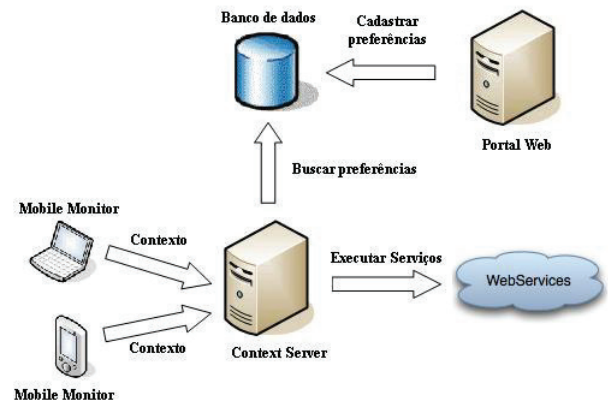 Banco de dados
Cadastrar
preferências
Portal Web
Buscar preferências
Mobile Monitor
Contexto
Executar Serviços
WebServices
Contexto
Context Server
Mobile Monitor